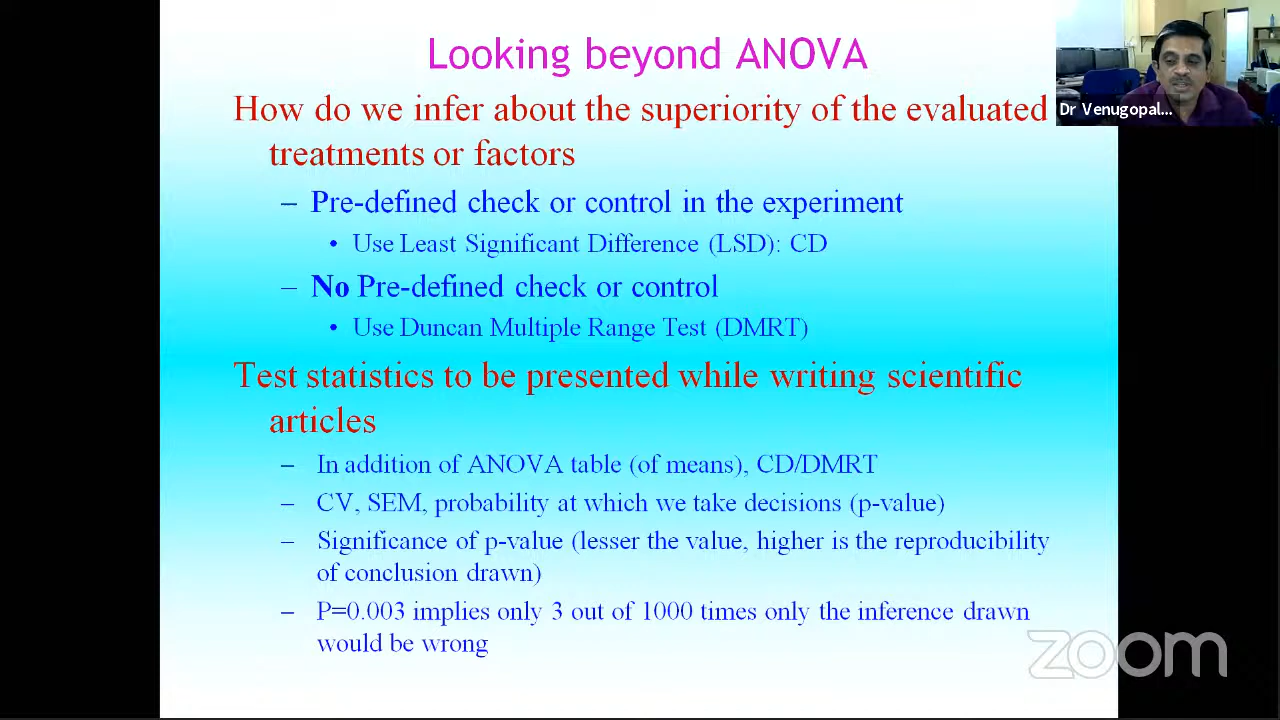 Looking beyond ANOVA
Dr Venugopal...
How do we infer about the superiority of the evaluated
treatments or factors
– Pre-defined check or control in the experiment
• Use Least Significant Difference (LSD): CD
– No Pre-defined check or control
• Use Duncan Multiple Range Test (DMRT)
Test statistics to be presented while writing scientific
articles
– In addition of ANOVA table (of means), CD/DMRT
– CV, SEM, probability at which we take decisions (p-value)
– Significance of p-value (lesser the value, higher is the reproducibility
of conclusion drawn)
– P=0.003 implies only 3 out of 1000 times only the inference drawn
would be wrong
zoom